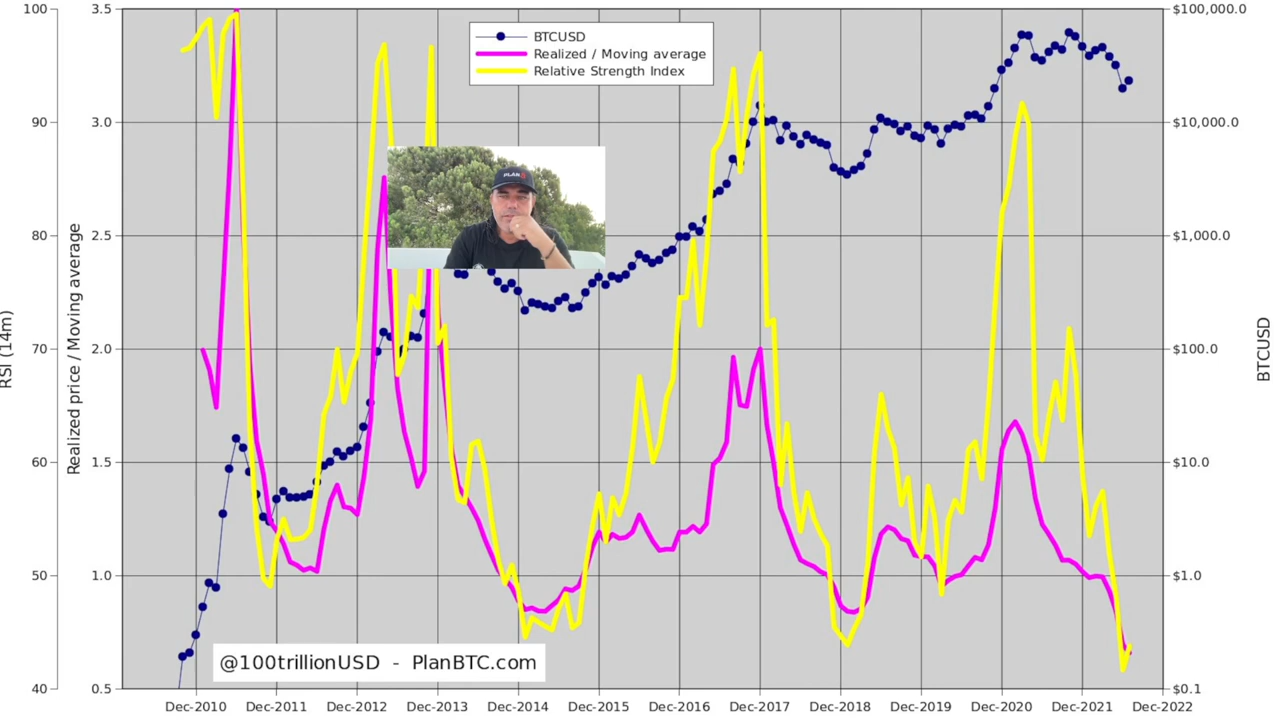 100
90
80
70
60
50
40
RSI (14m)
3.5
3.0
2.5
2.0
1.5
1.0
0.5
Realized price / Moving average
BTCUSD
Realized / Moving average
Relative Strength Index
PLAN
@100trillionUSD - PlanBTC.com
$100,000.0
$10,000.0
$1,000.0
$100.0
$10.0
$1.0
$0.1
BTCUSD
Dec-2010
Dec-2011
Dec-2012
Dec-2013
Dec-2014
Dec-2015
Dec-2016
Dec-2017
Dec-2018
Dec-2019
Dec-2020
Dec-2021
Dec-2022